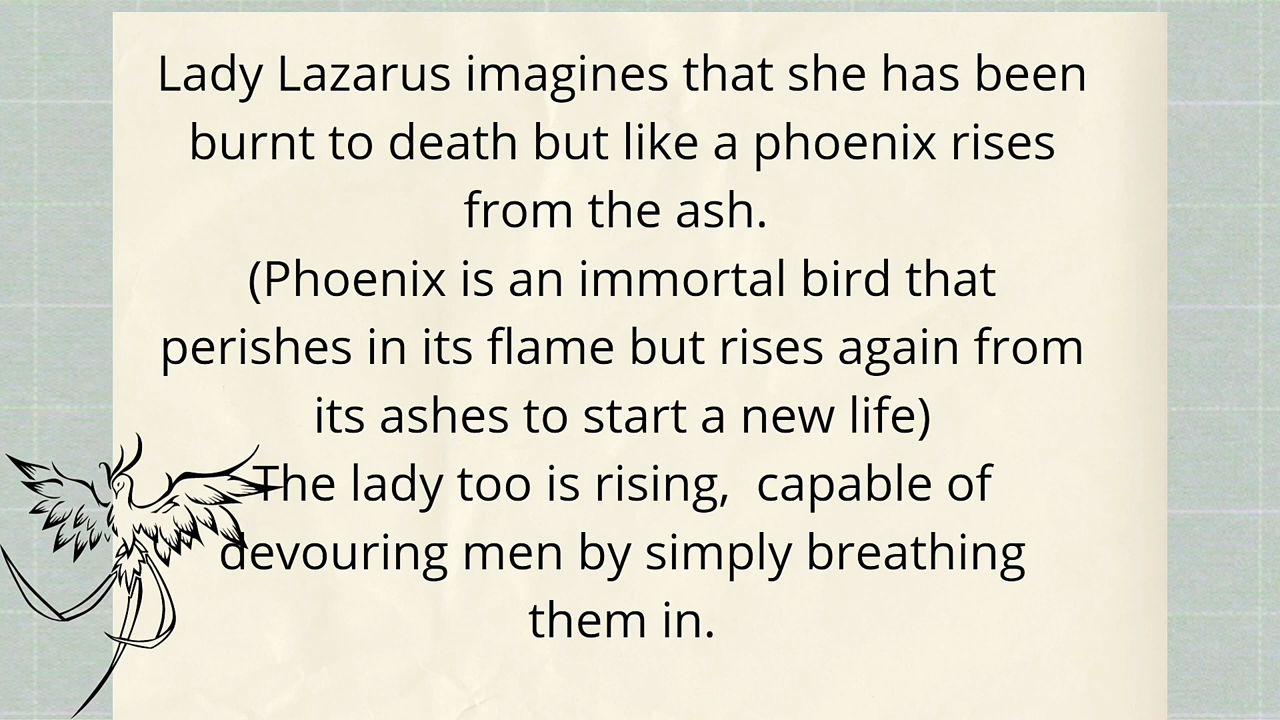 Lady Lazarus imagines that she has been
burnt to death but like a phoenix rises
from the ash.
(Phoenix is an immortal bird that
perishes in its flame but rises again from
its ashes to start a new life)
The lady too is rising,  capable of
devouring men by simply breathing
them in.